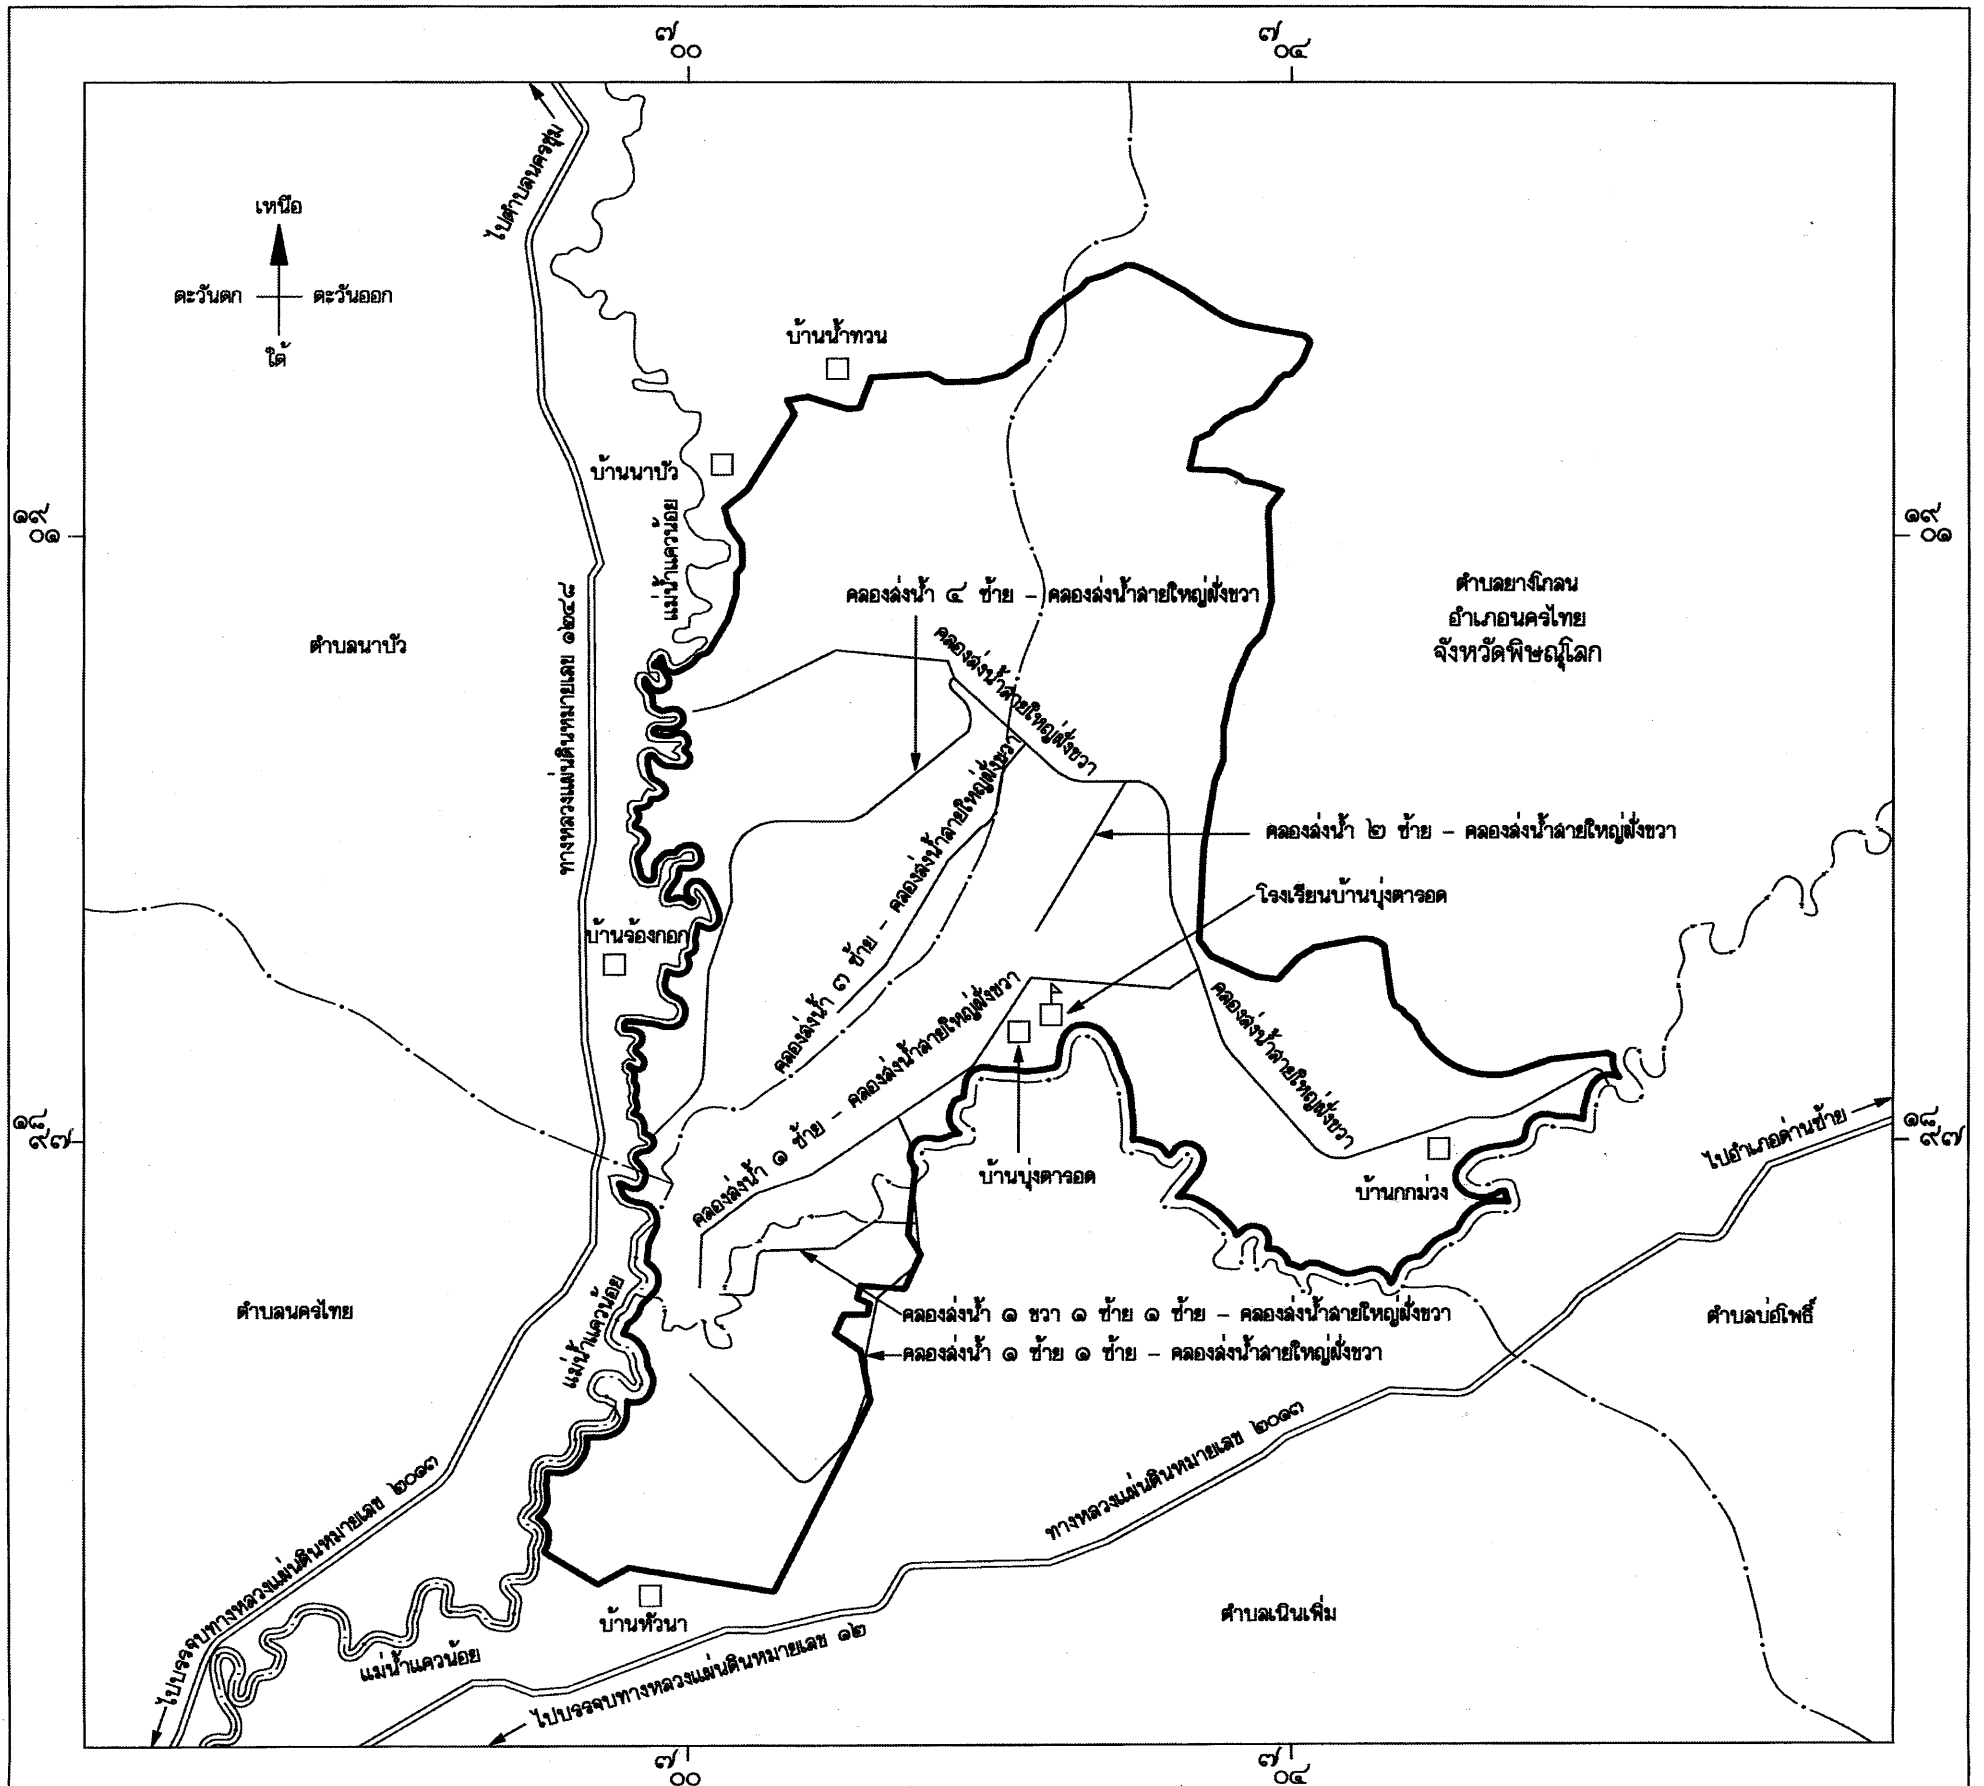 ๗
๐๐
๗
๐๔
ไปตำบลนครชุม
เหนือ
ตะวันตก
ตะวันออก
ใต้
บ้านน้ำทวน
บ้านนาบัว
แม่น้ำแควน้อย
๑๙
๐๑
๑๙
๐๑
ทางหลวงแผ่นดินหมายเลข ๑๒๔๘
คลองส่งน้ำ ๔ ซ้าย - คลองส่งน้ำสายใหญ่ฝั่งขวา
ตำบลยางโกลน
อำเภอนครไทย
จังหวัดพิษณุโลก
ตำบลนาบัว
คลองส่งน้ำสายใหญ่ฝั่งขวา
คลองส่งน้ำ ๓ ซ้าย - คลองส่งน้ำสายใหญ่ฝั่งขวา
คลองส่งน้ำ ๒ ซ้าย - คลองส่งน้ำสายใหญ่ฝั่งขวา
โรงเรียนบ้านบุ่งตารอด
บ้านร้องกอก
คลองส่งน้ำ ๑ ซ้าย - คลองส่งน้ำสายใหญ่ฝั่งขวา
คลองส่งน้ำสายใหญ่ฝั่งขวา
๑๘
๙๗
๑๘
๙๗
ไปอำเภอด่านซ้าย
บ้านบุ่งตารอด
บ้านกกม่วง
ตำบลนครไทย
แม่น้ำแควน้อย
คลองส่งน้ำ ๑ ขวา ๑ ซ้าย ๑ ซ้าย - คลองส่งน้ำสายใหญ่ฝั่งขวา
ตำบลบ่อโพธิ์
คลองส่งน้ำ ๑ ซ้าย ๑ ซ้าย - คลองส่งน้ำสายใหญ่ฝั่งขวา
ทางหลวงแผ่นดินหมายเลข ๒๐๑๓
ไปบรรจบทางหลวงแผ่นดินหมายเลข ๒๐๑๓
บ้านหัวนา
ตำบลเนินเพิ่ม
แม่น้ำแควน้อย
ไปบรรจบทางหลวงแผ่นดินหมายเลข ๑๒
๗
๐๐
๗
๐๔